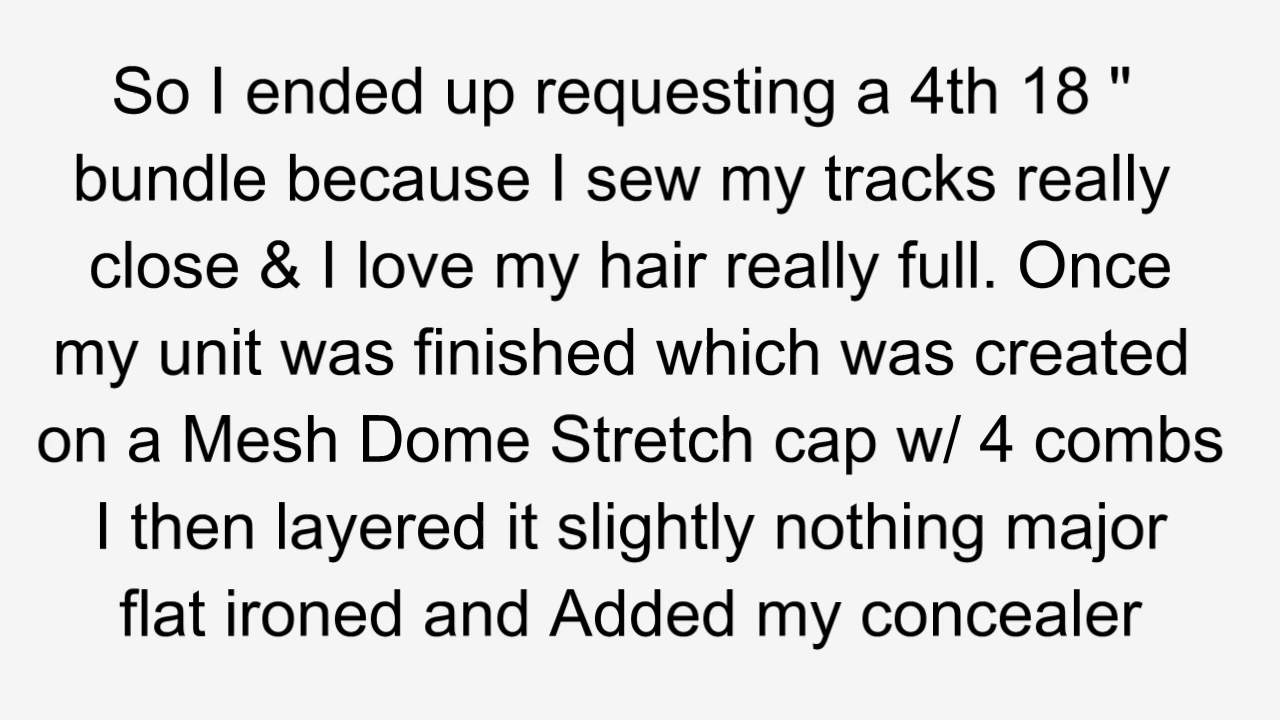 So I ended up requesting a 4th 18 "
bundle because I sew my tracks really
close & I love my hair really full. Once
my unit was finished which was created
on a Mesh Dome Stretch cap w/ 4 combs
I then layered it slightly nothing major
flat ironed and Added my concealer